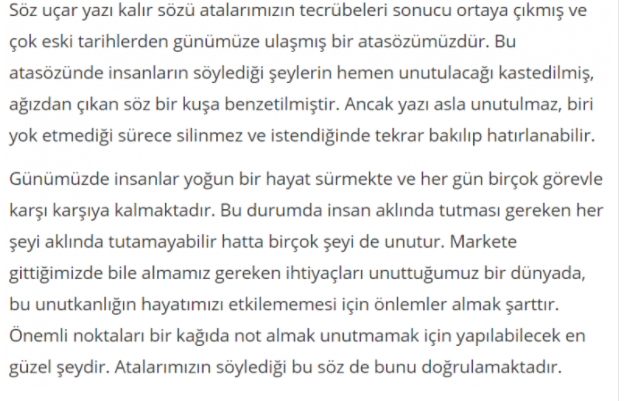 Söz uçar yazı kalır sözü atalarımızın tecrübeleri sonucu ortaya çıkmış ve
çok eski tarihlerden günümüze ulaşmış bir atasözümüzdür. Bu
atasözünde insanların söylediği şeylerin hemen unutulacağı kastedilmiş,
ağızdan çıkan söz bir kuşa benzetilmiştir. Ancak yazı asla unutulmaz, biri
yok etmediği sürece silinmez ve istendiğinde tekrar bakılıp hatırlanabilir.
Günümüzde insanlar yoğun bir hayat sürmekte ve her gün birçok görevle
karşı karşıya kalmaktadır. Bu durumda insan aklında tutması gereken her
şeyi aklında tutamayabilir hatta birçok şeyi de unutur. Markete
gittiğimizde bile almamız gereken ihtiyaçları unuttuğumuz bir dünyada,
bu unutkanlığın hayatımızı etkilememesi için önlemler almak şarttır.
Önemli noktaları bir kağıda not almak unutmamak için yapılabilecek en
güzel şeydir. Atalarımızın söylediği bu söz de bunu doğrulamaktadır.